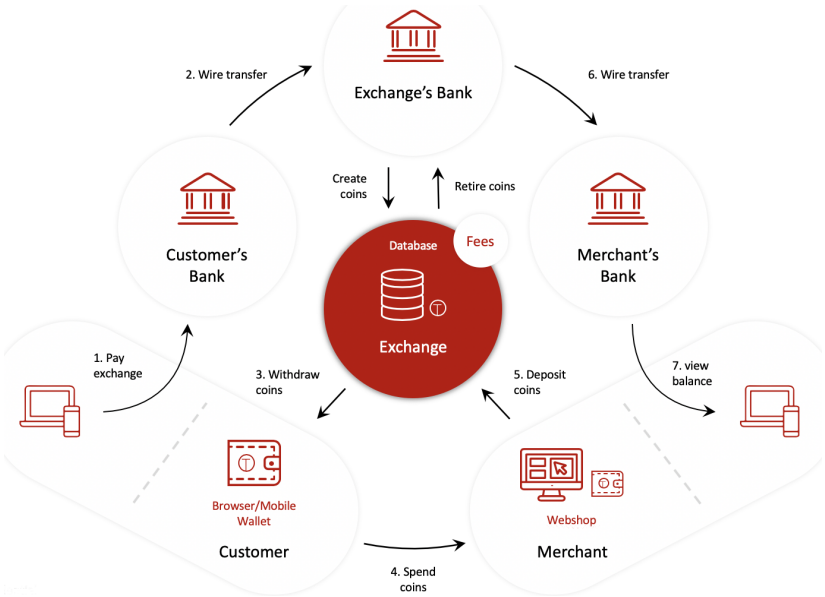 2. Wire transfer
6. Wire transfer
Exchange's Bank
Create
coins
Retire coins
Customer's
Bank
Database
Fees
Merchant's
Bank
Exchange
T
1. Pay
exchange
3. Withdraw
coins
5. Deposit
coins
7. view
balance
T
T
Browser/Mobile
Wallet
Webshop
Customer
Merchant
4. Spend
coins